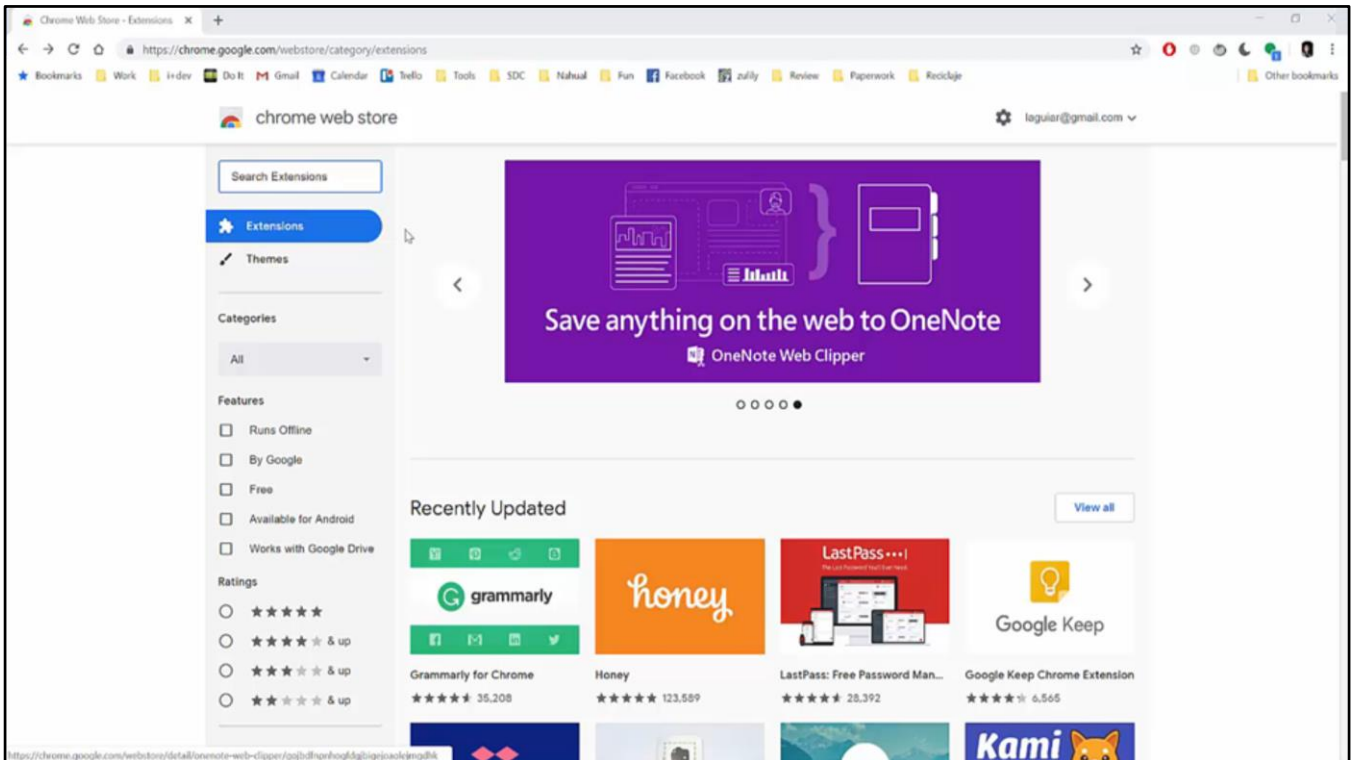 Chrome Web Store - Extensions
https://chrome.google.com/webstore/category/extensions
Bookmarks Work i+dev Do It Gmail Calendar Trello Tools SDC Nahual Fun Facebook zulily Review Paperwork Reciclaje Other bookmarks
chrome web store
laguiar@gmail.com
Search Extensions
Extensions
Themes
Categories
All
Features
Runs Offline
By Google
Free
Available for Android
Works with Google Drive
Ratings
& up
& up
& up
Save anything on the web to OneNote
OneNote Web Clipper
Recently Updated
View all
grammarly
honey
LastPass
Google Keep
Grammarly for Chrome
Honey
LastPass: Free Password Man...
Google Keep Chrome Extension
35,208
123,589
28,392
6,565
Kami